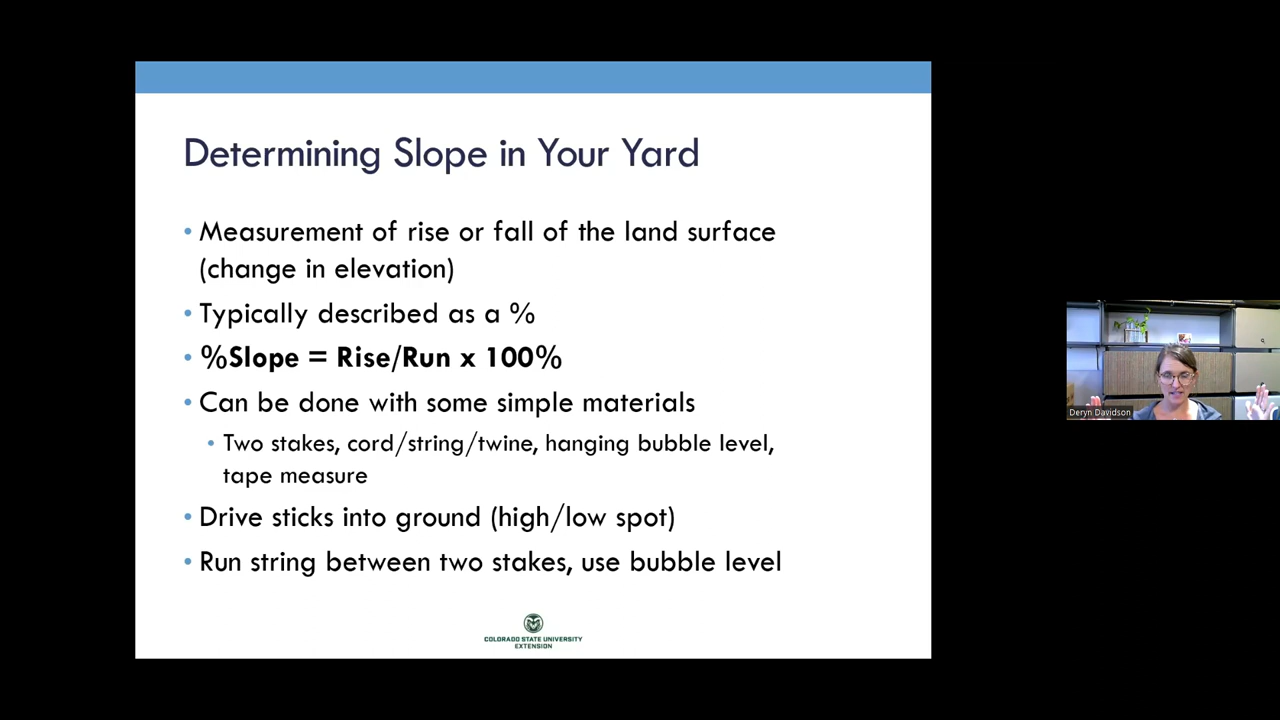 Determining Slope in Your Yard
• Measurement of rise or fall of the land surface
(change in elevation)
• Typically described as a %
• %Slope = Rise/Run x 100%
• Can be done with some simple materials
• Two stakes, cord/string/twine, hanging bubble level,
tape measure
• Drive sticks into ground (high/low spot)
• Run string between two stakes, use bubble level
COLORADO STATE UNIVERSITY
EXTENSION
Deryn Davidson